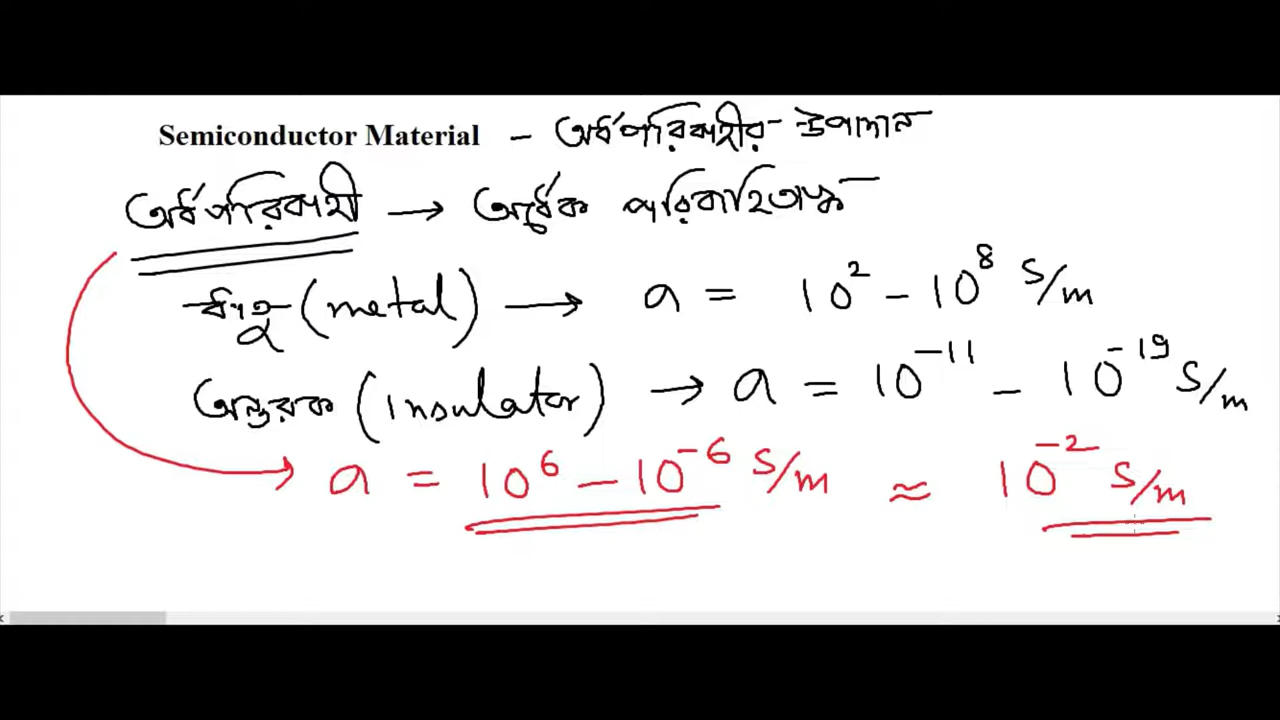 Semiconductor Material - অর্ধপরিবাহীর উপাদান
অর্ধপরিবাহী → অর্ধেক পরিবাহিতাঙ্ক
ধাতু (metal) → a = 10² - 10⁸ S/m
অন্তরক (insulator) → a = 10⁻¹¹ - 10⁻¹⁹ S/m
a = 10⁶ - 10⁻⁶ S/m ≈ 10⁻² S/m